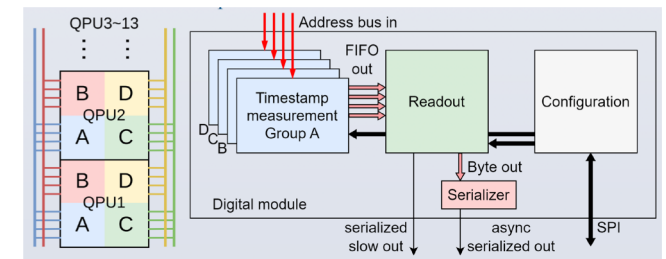 QPU3~13
B D
QPU2
A C
B D
QPU1
A C
Address bus in
FIFO
out
Timestamp
measurement
Group A
D
C
B
Readout
Configuration
Byte out
Serializer
Digital module
serialized
slow out
async
serialized out
SPI